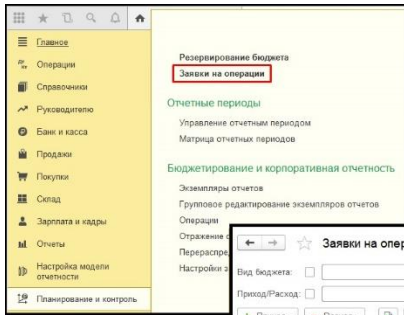 Главное
Операции
Справочники
Руководителю
Банк и касса
Продажи
Покупки
Склад
Зарплата и кадры
Отчеты
Настройка модели
отчетности
Планирование и контроль
Резервирование бюджета
Заявки на операции
Отчетные периоды
Управление отчетным периодом
Матрица отчетных периодов
Бюджетирование и корпоративная отчетность
Экземпляры отчетов
Групповое редактирование экземпляров отчетов
Операции
Отражение
Перераспре
Настройки э
Заявки на опер
Вид бюджета:
Приход/Расход: